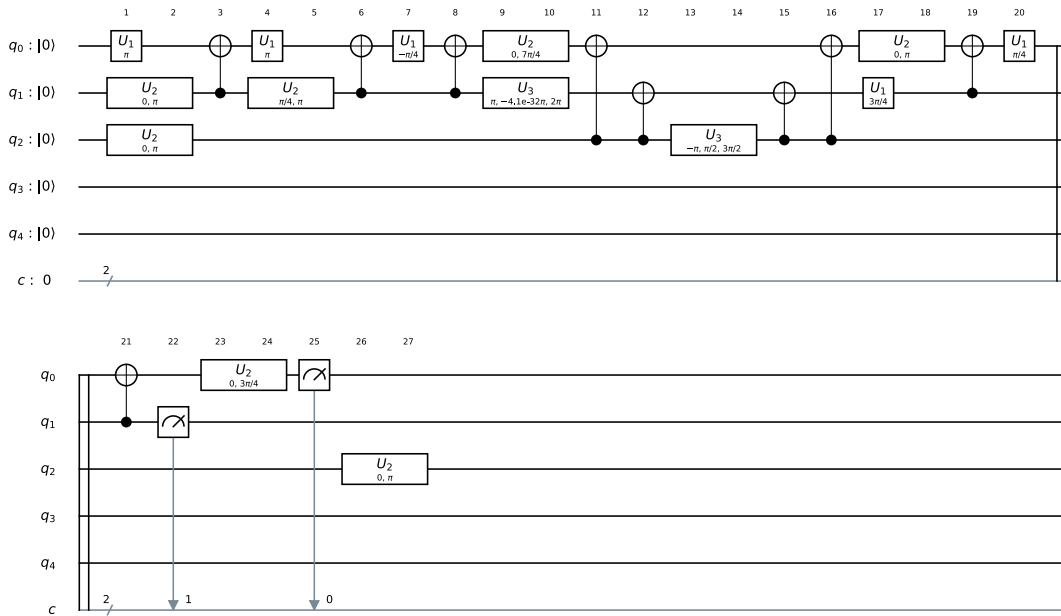 1 2 3 4 5 6 7 8 9 10 11 12 13 14 15 16 17 18 19 20
q₀ : |0⟩ U₁ π U₁ π U₁ −π/4 U₂ 0, 7π/4 U₂ 0, π U₁ π/4
q₁ : |0⟩ U₂ 0, π U₂ π/4, π U₃ π, −4.1e-32π, 2π U₁ 3π/4
q₂ : |0⟩ U₂ 0, π U₃ −π, π/2, 3π/2
q₃ : |0⟩
q₄ : |0⟩
c : 0 2
21 22 23 24 25 26 27
q₀ U₂ 0, 3π/4
q₁
q₂ U₂ 0, π
q₃
q₄
c 2 1 0